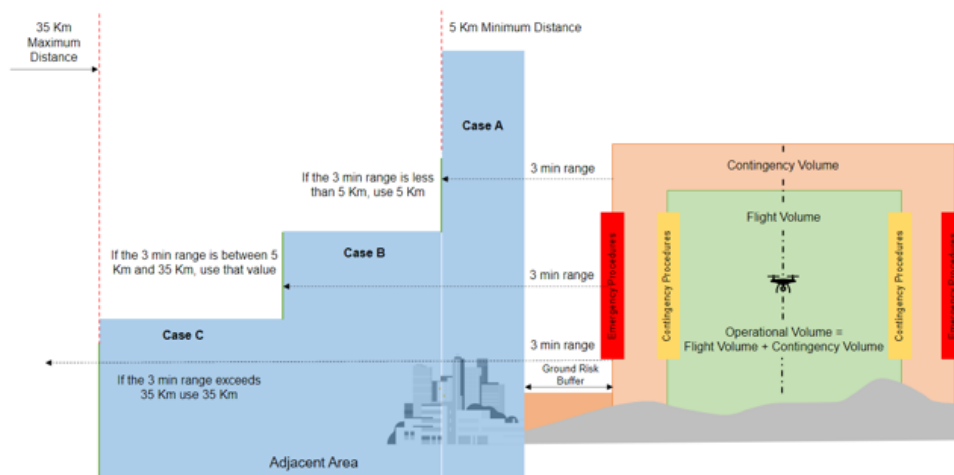 35 Km
Maximum
Distance
5 Km Minimum Distance
Case A
3 min range
Contingency Volume
If the 3 min range is less
than 5 Km, use 5 Km
Flight Volume
If the 3 min range is between 5
Km and 35 Km, use that value
Case B
3 min range
Emergency Procedures
Contingency Procedures
Contingency Procedures
Emergency Procedures
Operational Volume =
Flight Volume + Contingency Volume
Case C
3 min range
If the 3 min range exceeds
35 Km use 35 Km
Ground Risk
Buffer
Adjacent Area